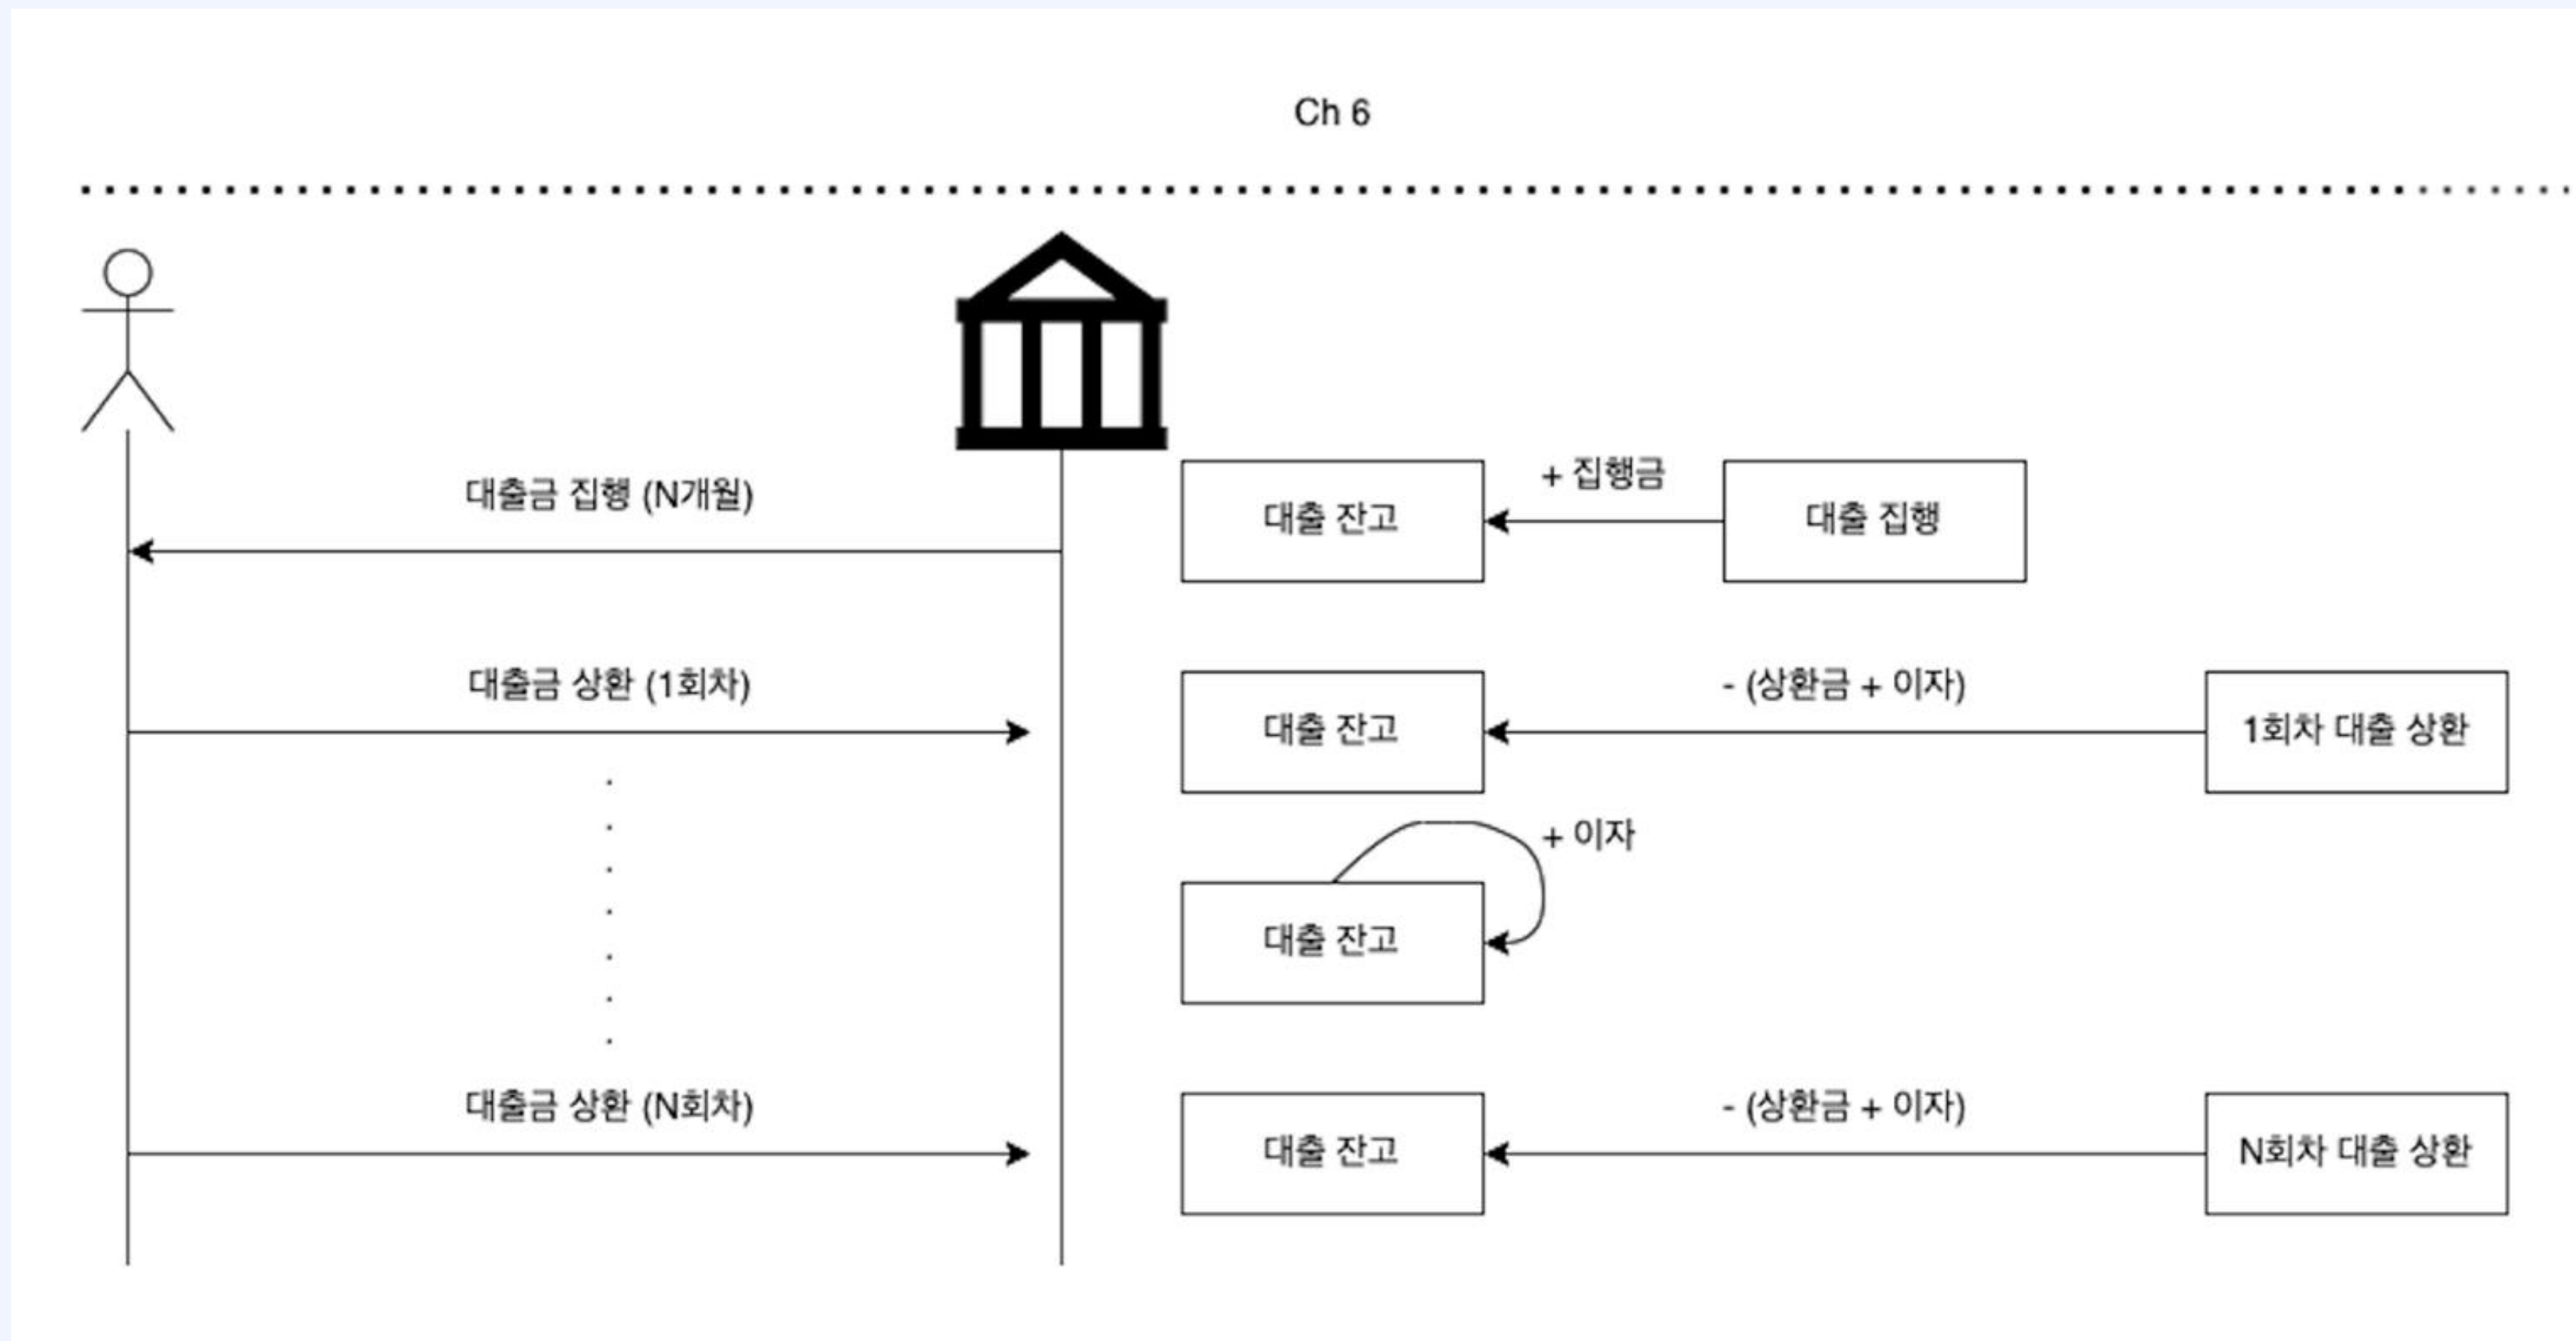 Ch 6
대출금 집행 (N개월)
대출 잔고
+ 집행금
대출 집행
대출금 상환 (1회차)
대출 잔고
- (상환금 + 이자)
1회차 대출 상환
+ 이자
대출 잔고
대출금 상환 (N회차)
대출 잔고
- (상환금 + 이자)
N회차 대출 상환